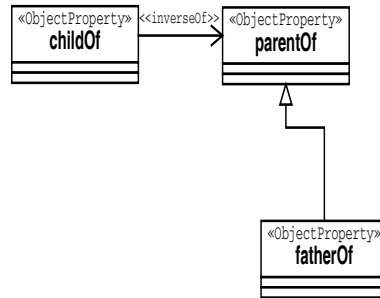 «ObjectProperty»
childOf
<<inverseOf>>
«ObjectProperty»
parentOf
«ObjectProperty»
fatherOf